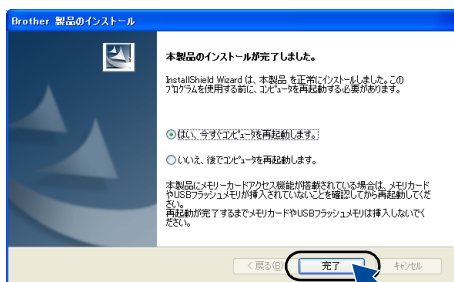 Brother 製品のインストール
本製品のインストールが完了しました。
InstallShield Wizard は、本製品 を正常にインストールしました。この
プログラムを使用する前に、コンピュータを再起動する必要があります。
はい、今すぐコンピュータを再起動します。
いいえ、後でコンピュータを再起動します。
本製品にメモリーカードアクセス機能が搭載されている場合は、メモリカード
やUSBフラッシュメモリが挿入されていないことを確認してから再起動してくだ
さい。
再起動が完了するまでメモリカードやUSBフラッシュメモリは挿入しないでく
ださい。
< 戻る(B)
完了
キャンセル